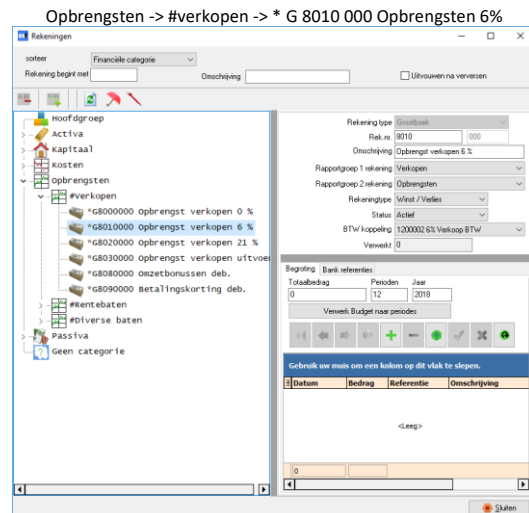 Opbrengsten -> #verkopen -> * G 8010 000 Opbrengsten 6%
Rekeningen
sorteer Financiële categorie
Rekening begint met Omschrijving Uitvouwen na verversen
Hoofdgroep
Activa
Kapitaal
Kosten
Opbrengsten
#Verkopen
*G8000000 Opbrengst verkopen 0 %
*G8010000 Opbrengst verkopen 6 %
*G8020000 Opbrengst verkopen 21 %
*G8030000 Opbrengst verkopen uitvoer
*G8080000 Omzetbonussen deb.
*G8090000 Betalingskorting deb.
#Rentebaten
#Diverse baten
Passiva
Geen categorie
Rekening type Grootboek
Rek.nr. 8010 000
Omschrijving Opbrengst verkopen 6 %
Rapportgroep 1 rekening Verkopen
Rapportgroep 2 rekening Opbrengsten
Rekeningtype Winst / Verlies
Status Actief
BTW koppeling 1200002 6% Verkoop BTW
Verwerkt 0
Begroting Bank referenties
Totaalbedrag Perioden Jaar
0 12 2018
Verwerk Budget naar periodes
Gebruik uw muis om een kolom op dit vlak te slepen.
Datum Bedrag Referentie Omschrijving
<Leeg>
0
Sluiten